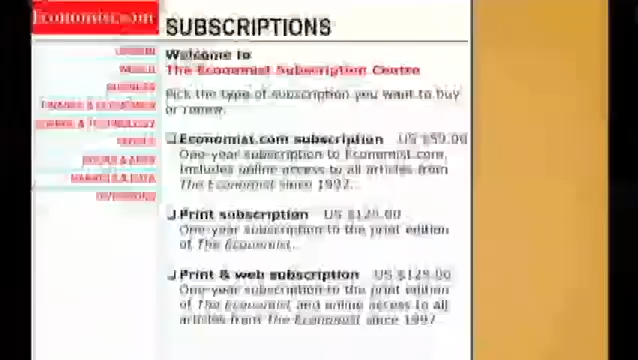 Economist.com
SUBSCRIPTIONS
OPINION
WORLD
BUSINESS
FINANCE & ECONOMICS
SCIENCE & TECHNOLOGY
PEOPLE
BOOKS & ARTS
MARKETS & DATA
DIVERSIONS
Welcome to
The Economist Subscription Centre
Pick the type of subscription you want to buy
or renew.
Economist.com subscription US $59.00
One-year subscription to Economist.com.
Includes online access to all articles from
The Economist since 1997.
Print subscription US $125.00
One-year subscription to the print edition
of The Economist.
Print & web subscription US $125.00
One-year subscription to the print edition
of The Economist and online access to all
articles from The Economist since 1997.